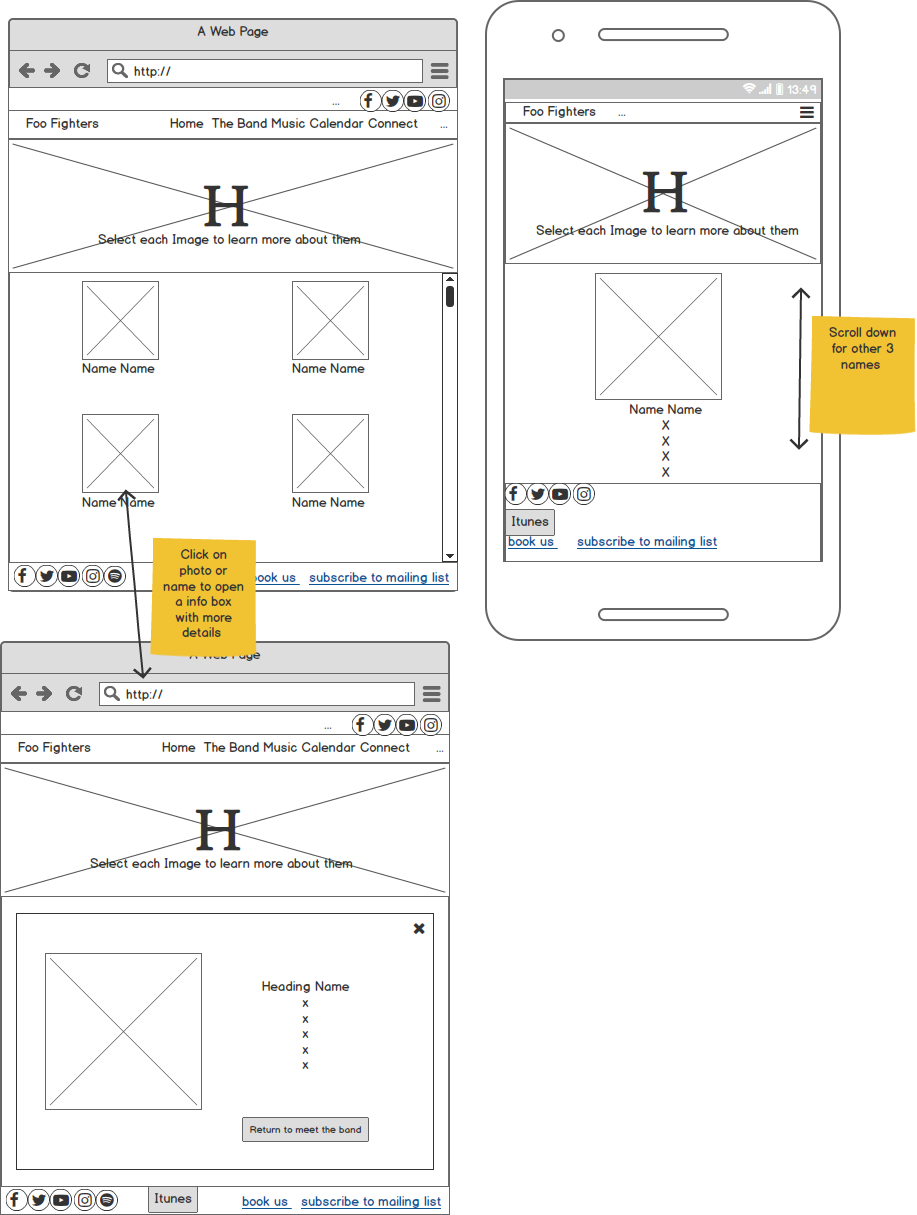 A Web Page
http://
...
Foo Fighters Home The Band Music Calendar Connect ...
H
Select each Image to learn more about them
Name Name Name Name
Name Name Name Name
book us subscribe to mailing list
Click on
photo or
name to open
a info box
with more
details
13:49
Foo Fighters ...
H
Select each Image to learn more about them
Name Name
X
X
X
X
Scroll down
for other 3
names
Itunes
book us subscribe to mailing list
A Web Page
http://
...
Foo Fighters Home The Band Music Calendar Connect ...
H
Select each Image to learn more about them
Heading Name
x
x
x
x
x
Return to meet the band
Itunes
book us subscribe to mailing list